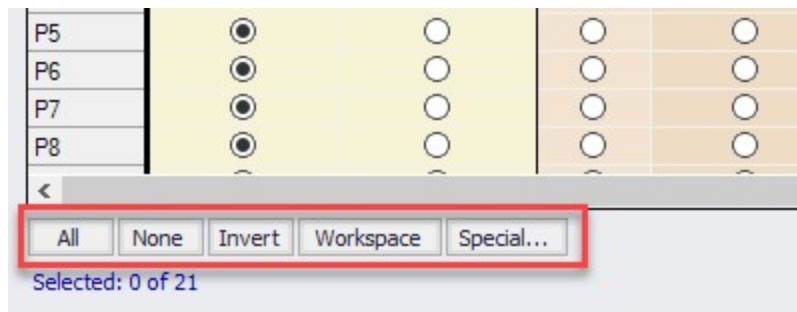 P5
P6
P7
P8
All None Invert Workspace Special...
Selected: 0 of 21